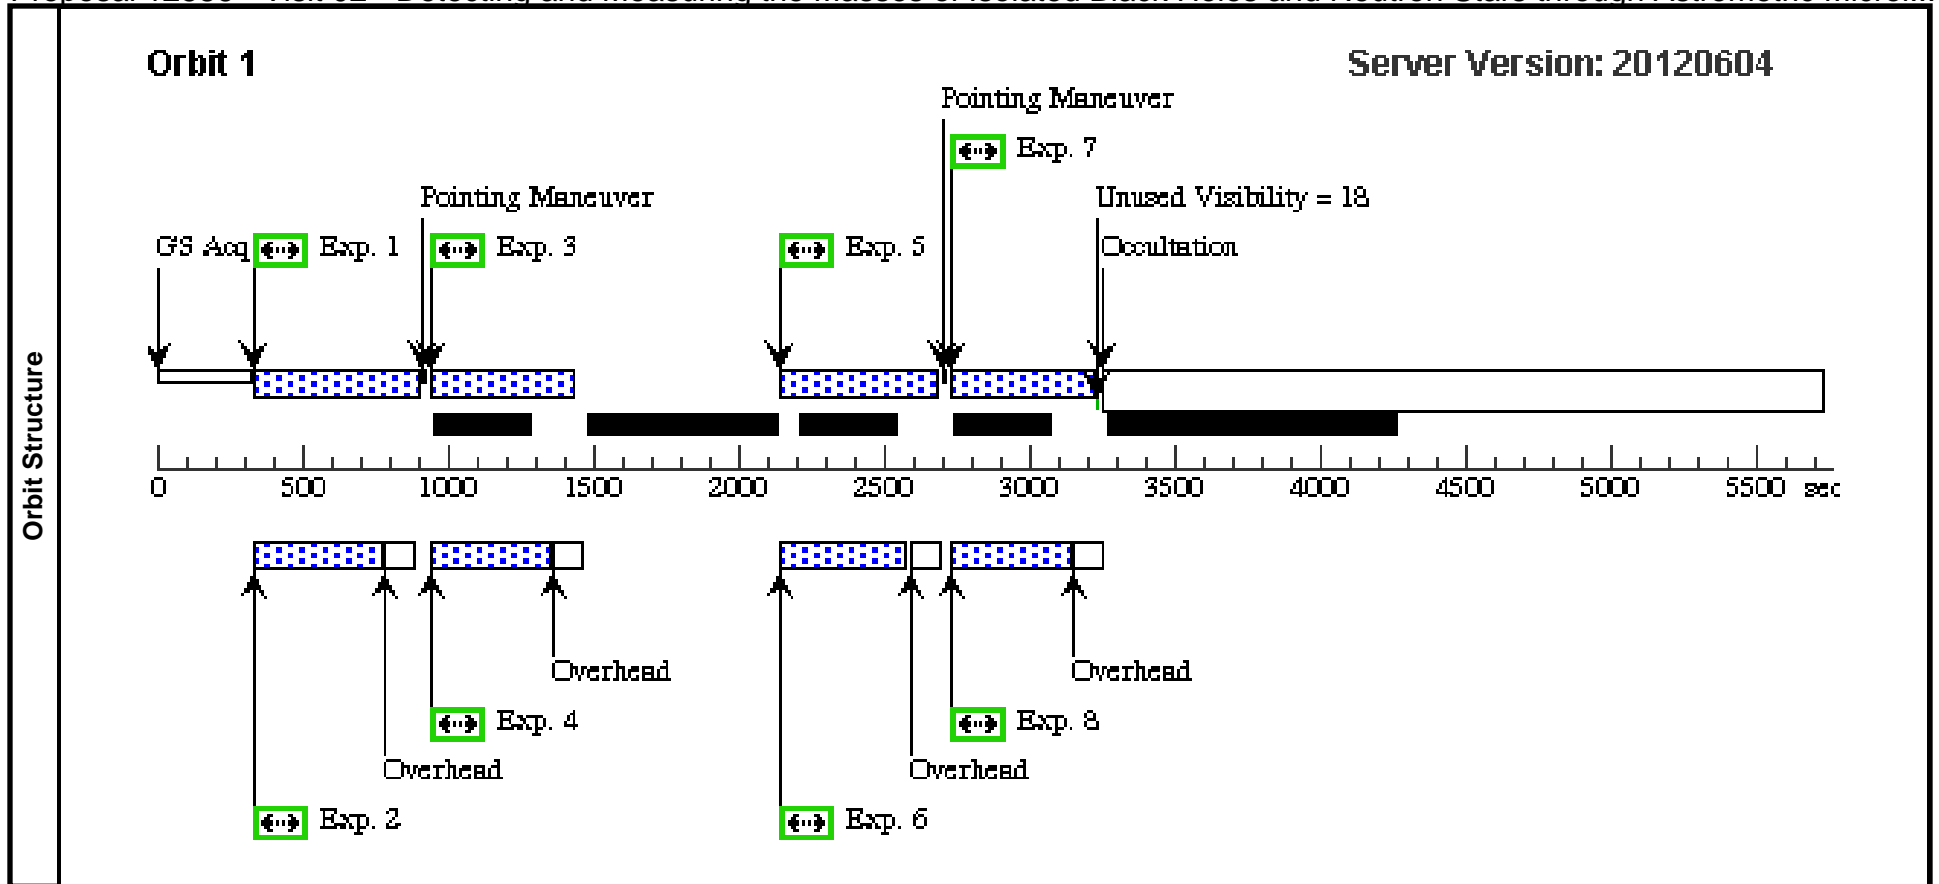 Orbit 1
Server Version: 20120604
Pointing Maneuver
Exp. 7
Pointing Maneuver
Unused Visibility = 18
GS Acq
Exp. 1
Exp. 3
Exp. 5
Occultation
Orbit Structure
0 500 1000 1500 2000 2500 3000 3500 4000 4500 5000 5500 sec
Overhead
Overhead
Exp. 4
Exp. 8
Overhead
Overhead
Exp. 2
Exp. 6